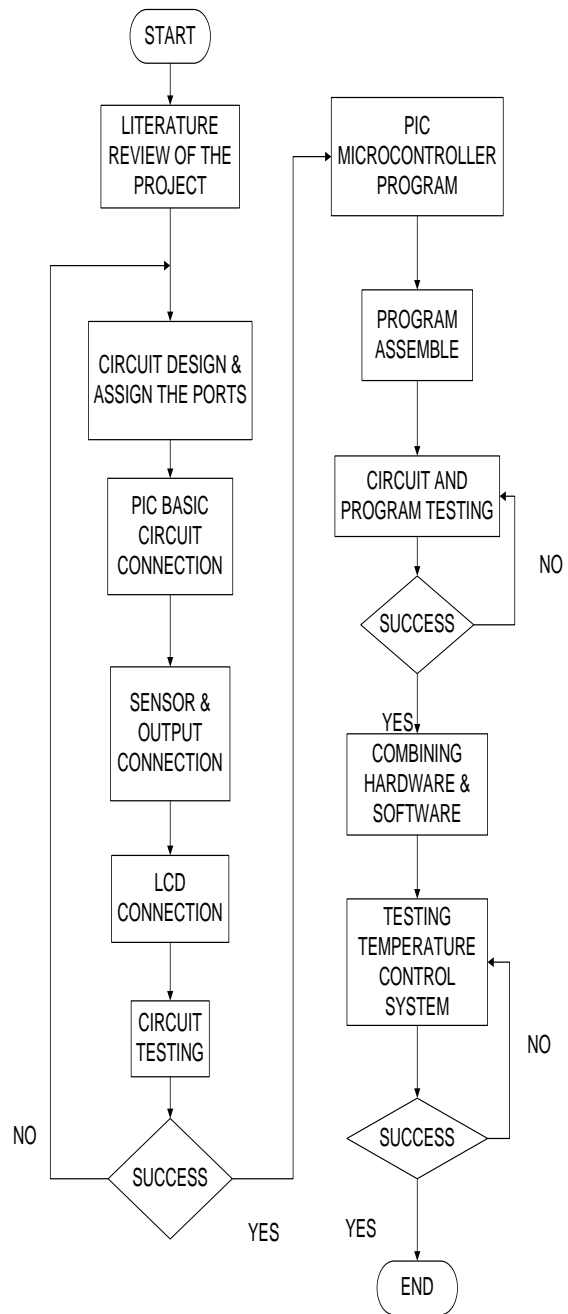 START
LITERATURE
REVIEW OF THE
PROJECT
CIRCUIT DESIGN &
ASSIGN THE PORTS
PIC BASIC
CIRCUIT
CONNECTION
SENSOR &
OUTPUT
CONNECTION
LCD
CONNECTION
CIRCUIT
TESTING
SUCCESS
NO
YES
PIC
MICROCONTROLLER
PROGRAM
PROGRAM
ASSEMBLE
CIRCUIT AND
PROGRAM TESTING
SUCCESS
NO
YES
COMBINING
HARDWARE &
SOFTWARE
TESTING
TEMPERATURE
CONTROL
SYSTEM
SUCCESS
NO
YES
END